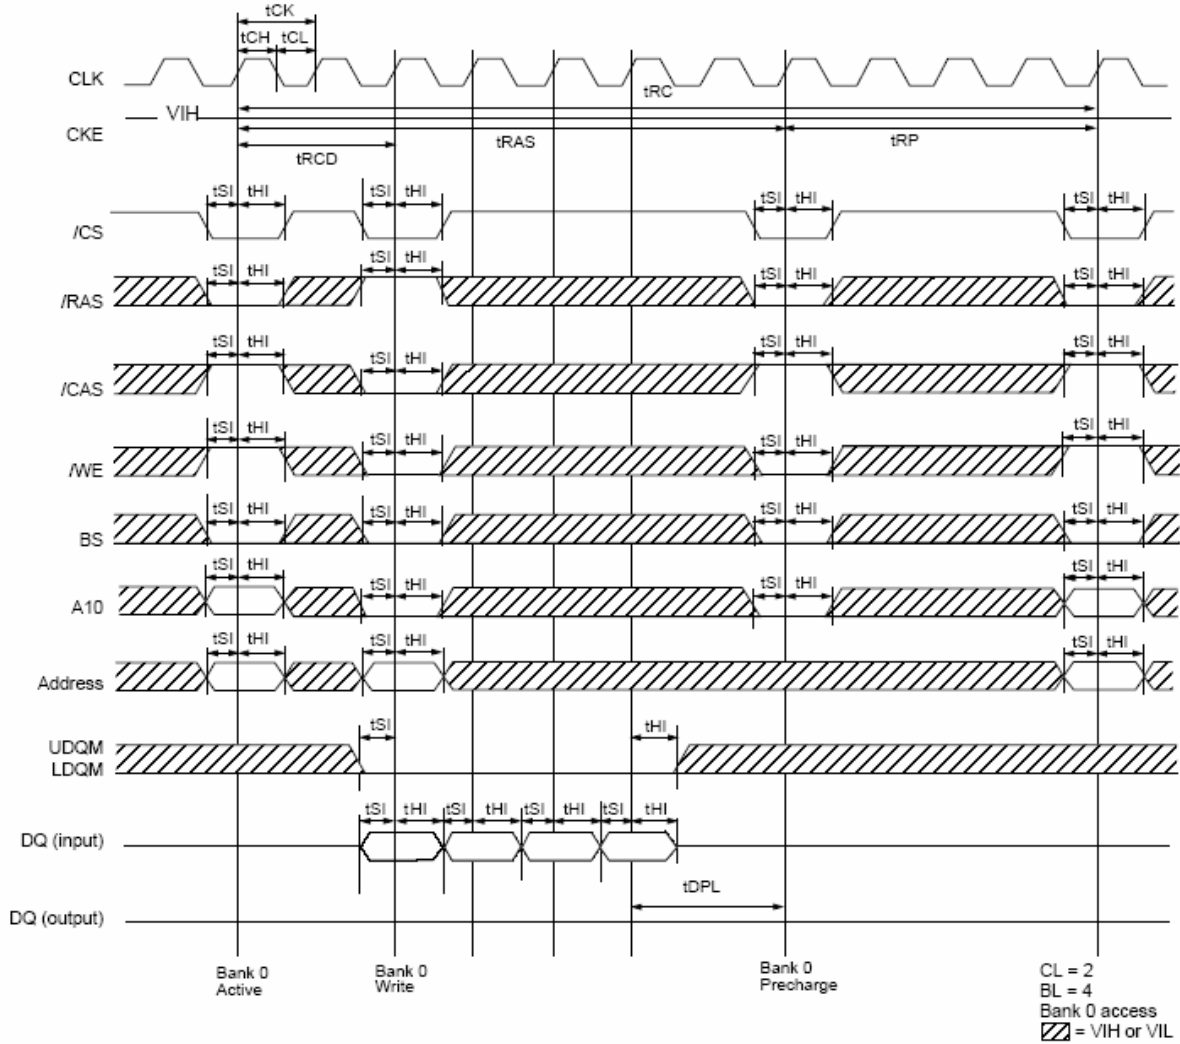 tCK
tCH tCL
CLK
tRC
VIH
CKE
tRAS tRP
tRCD
tSI tHI tSI tHI tSI tHI tSI tHI
/CS
tSI tHI tSI tHI tSI tHI tSI tHI
/RAS
tSI tHI tSI tHI tSI tHI tSI tHI
/CAS
tSI tHI tSI tHI tSI tHI tSI tHI
/WE
tSI tHI tSI tHI tSI tHI tSI tHI
BS
tSI tHI tSI tHI tSI tHI tSI tHI
A10
tSI tHI tSI tHI tSI tHI
Address
tSI tHI
UDQM
LDQM
tSI tHI tSI tHI tSI tHI tSI tHI
DQ (input)
tDPL
DQ (output)
Bank 0
Active
Bank 0
Write
Bank 0
Precharge
CL = 2
BL = 4
Bank 0 access
= VIH or VIL